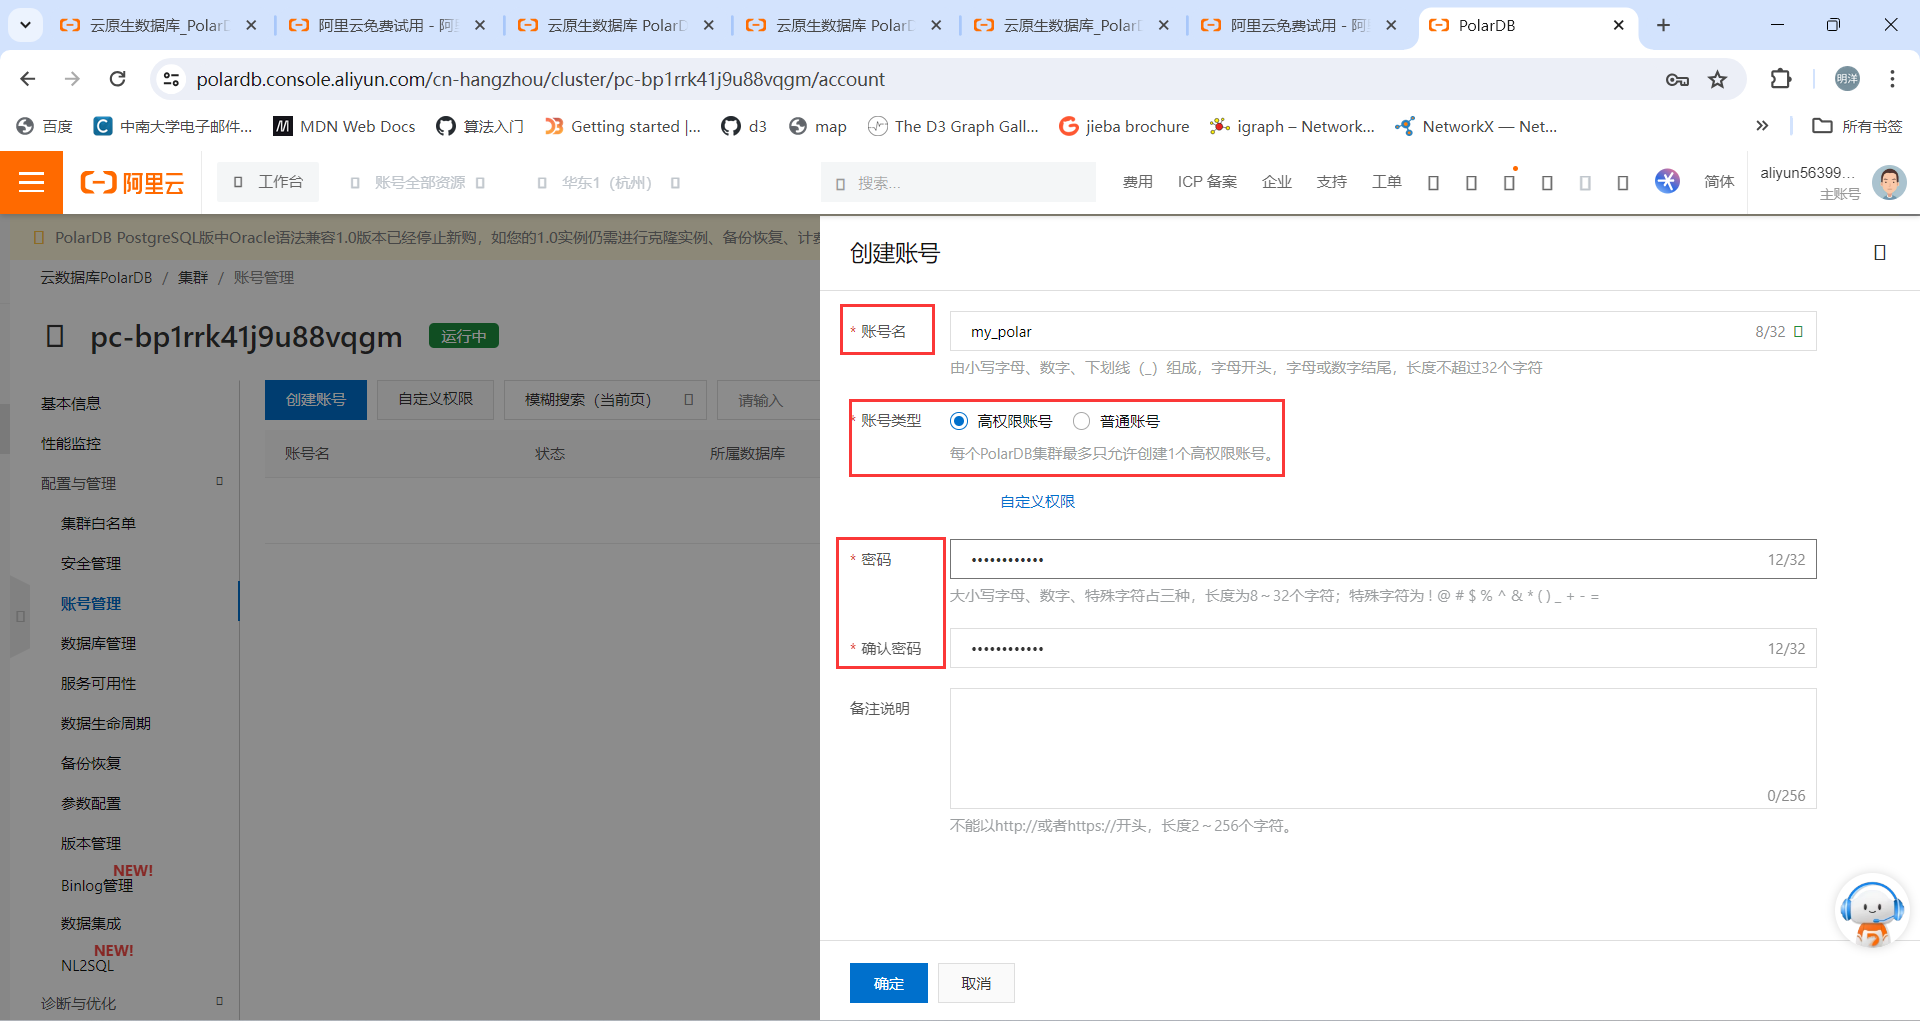 云原生数据库_Polar
阿里云免费试用 - 阿
云原生数据库 Polar
云原生数据库 Polar
云原生数据库_Polar
阿里云免费试用 - 阿
PolarDB
polardb.console.aliyun.com/cn-hangzhou/cluster/pc-bp1rrk41j9u88vqgm/account
明洋
百度
中南大学电子邮件...
MDN Web Docs
算法入门
Getting started |...
d3
map
The D3 Graph Gall...
jieba brochure
igraph – Network...
NetworkX — Net...
所有书签
阿里云
工作台
账号全部资源
华东1（杭州）
搜索...
费用
ICP 备案
企业
支持
工单
简体
aliyun56399...
主账号
PolarDB PostgreSQL版中Oracle语法兼容1.0版本已经停止新购，如您的1.0实例仍需进行克隆实例、备份恢复、计
云数据库PolarDB / 集群 / 账号管理
pc-bp1rrk41j9u88vqgm
运行中
基本信息
性能监控
配置与管理
集群白名单
安全管理
账号管理
数据库管理
服务可用性
数据生命周期
备份恢复
参数配置
版本管理
NEW!
Binlog管理
数据集成
NEW!
NL2SQL
诊断与优化
创建账号
自定义权限
模糊搜索（当前页）
请输入
账号名
状态
所属数据库
创建账号
* 账号名
my_polar
8/32
由小写字母、数字、下划线（_）组成，字母开头，字母或数字结尾，长度不超过32个字符
* 账号类型
高权限账号
普通账号
每个PolarDB集群最多只允许创建1个高权限账号。
自定义权限
* 密码
••••••••••••
12/32
大小写字母、数字、特殊字符占三种，长度为8～32个字符；特殊字符为 ! @ # $ % ^ & * ( ) _ + - =
* 确认密码
••••••••••••
12/32
备注说明
0/256
不能以http://或者https://开头，长度2～256个字符。
确定
取消